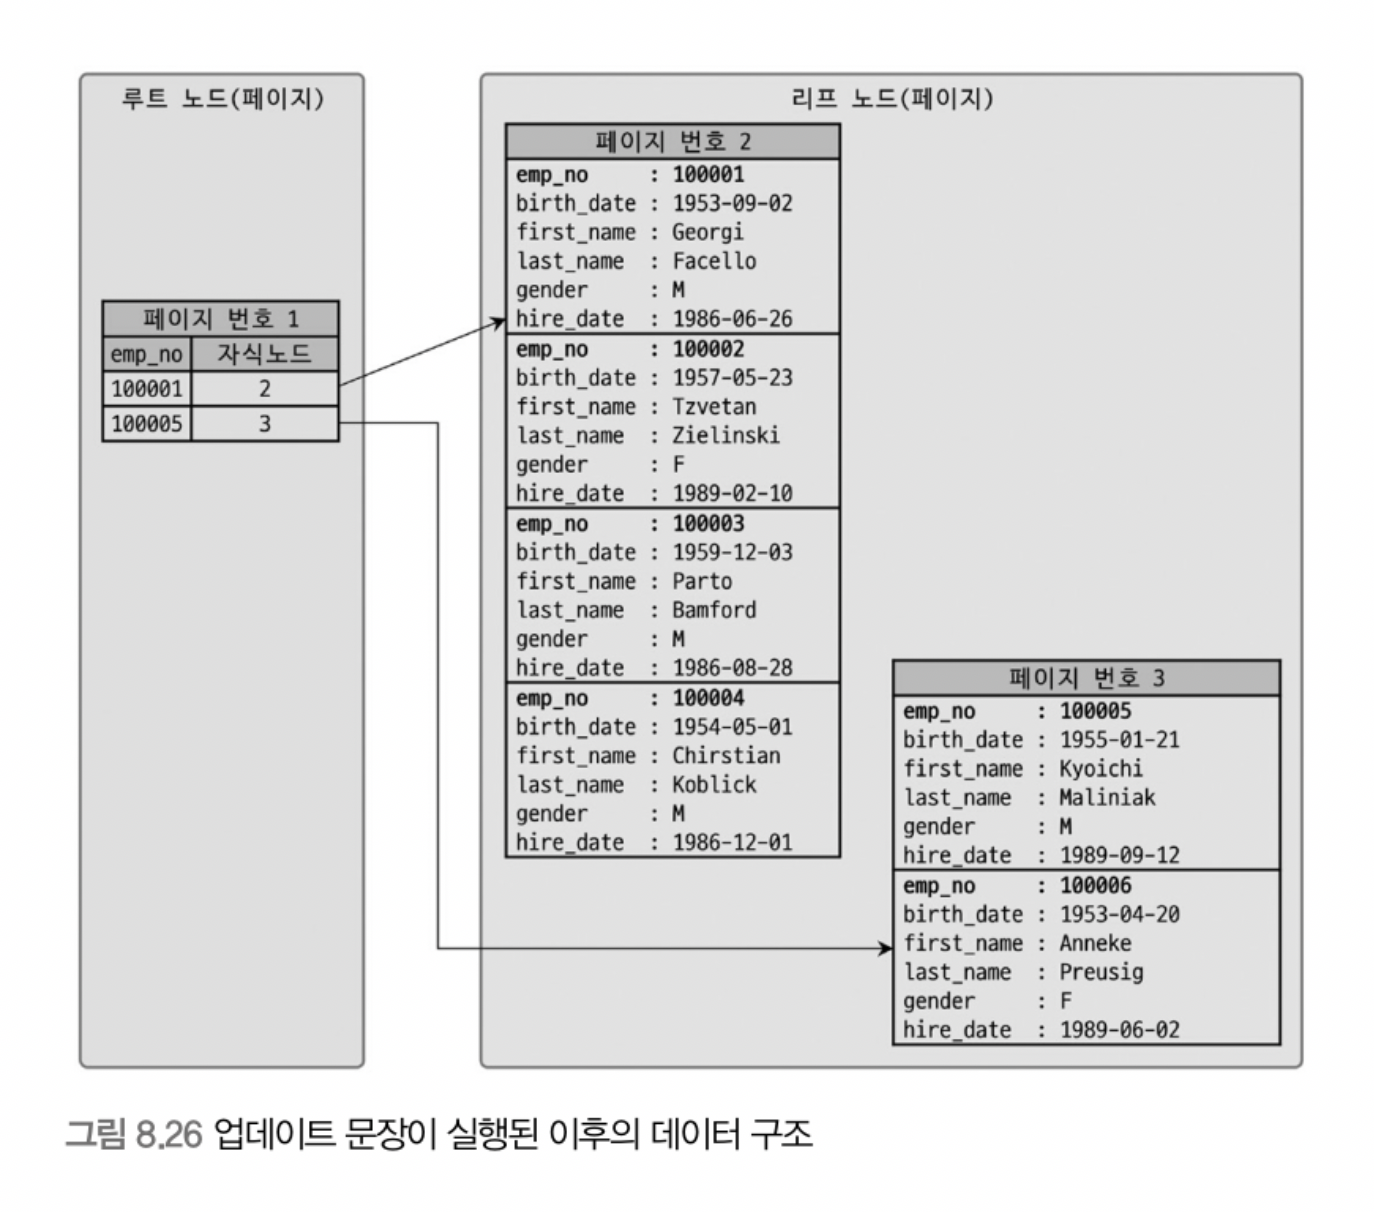 루트 노드(페이지)
페이지 번호 1
emp_no 자식노드
100001 2
100005 3
리프 노드(페이지)
페이지 번호 2
emp_no : 100001
birth_date : 1953-09-02
first_name : Georgi
last_name : Facello
gender : M
hire_date : 1986-06-26
emp_no : 100002
birth_date : 1957-05-23
first_name : Tzvetan
last_name : Zielinski
gender : F
hire_date : 1989-02-10
emp_no : 100003
birth_date : 1959-12-03
first_name : Parto
last_name : Bamford
gender : M
hire_date : 1986-08-28
emp_no : 100004
birth_date : 1954-05-01
first_name : Chirstian
last_name : Koblick
gender : M
hire_date : 1986-12-01
페이지 번호 3
emp_no : 100005
birth_date : 1955-01-21
first_name : Kyoichi
last_name : Maliniak
gender : M
hire_date : 1989-09-12
emp_no : 100006
birth_date : 1953-04-20
first_name : Anneke
last_name : Preusig
gender : F
hire_date : 1989-06-02
그림 8.26 업데이트 문장이 실행된 이후의 데이터 구조